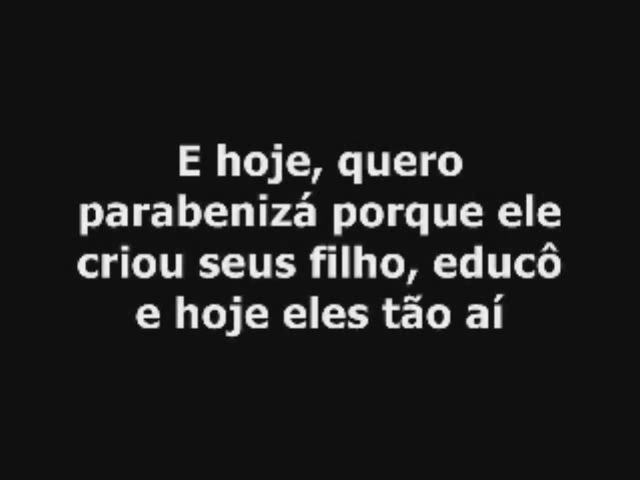 E hoje, quero
parabenizá porque ele
criou seus filho, educô
e hoje eles tão aí